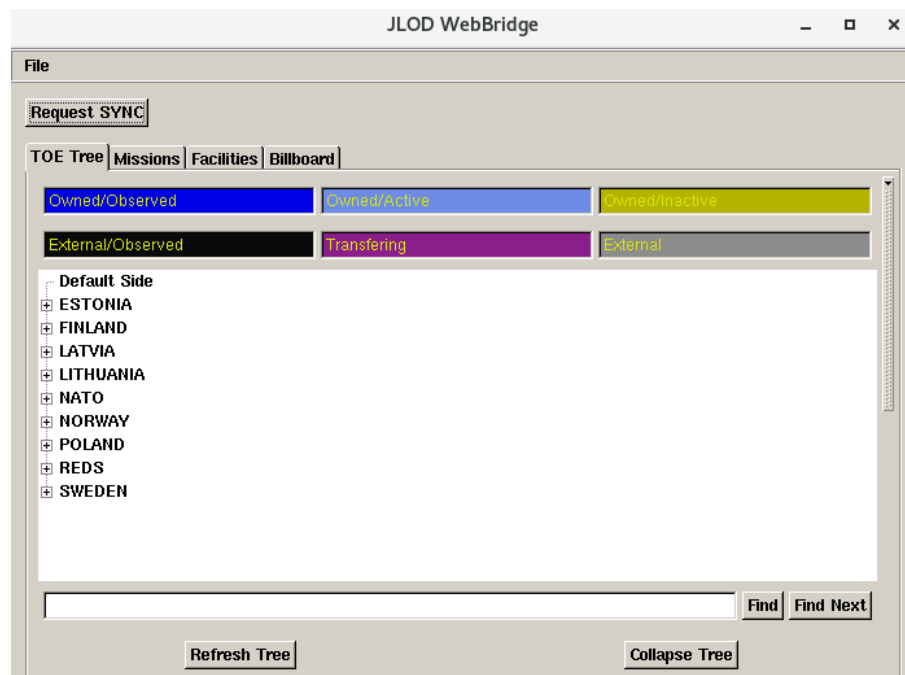 JLOD WebBridge
File
Request SYNC
TOE Tree Missions Facilities Billboard
Owned/Observed Owned/Active Owned/Inactive
External/Observed Transfering External
Default Side
ESTONIA
FINLAND
LATVIA
LITHUANIA
NATO
NORWAY
POLAND
REDS
SWEDEN
Find Find Next
Refresh Tree Collapse Tree